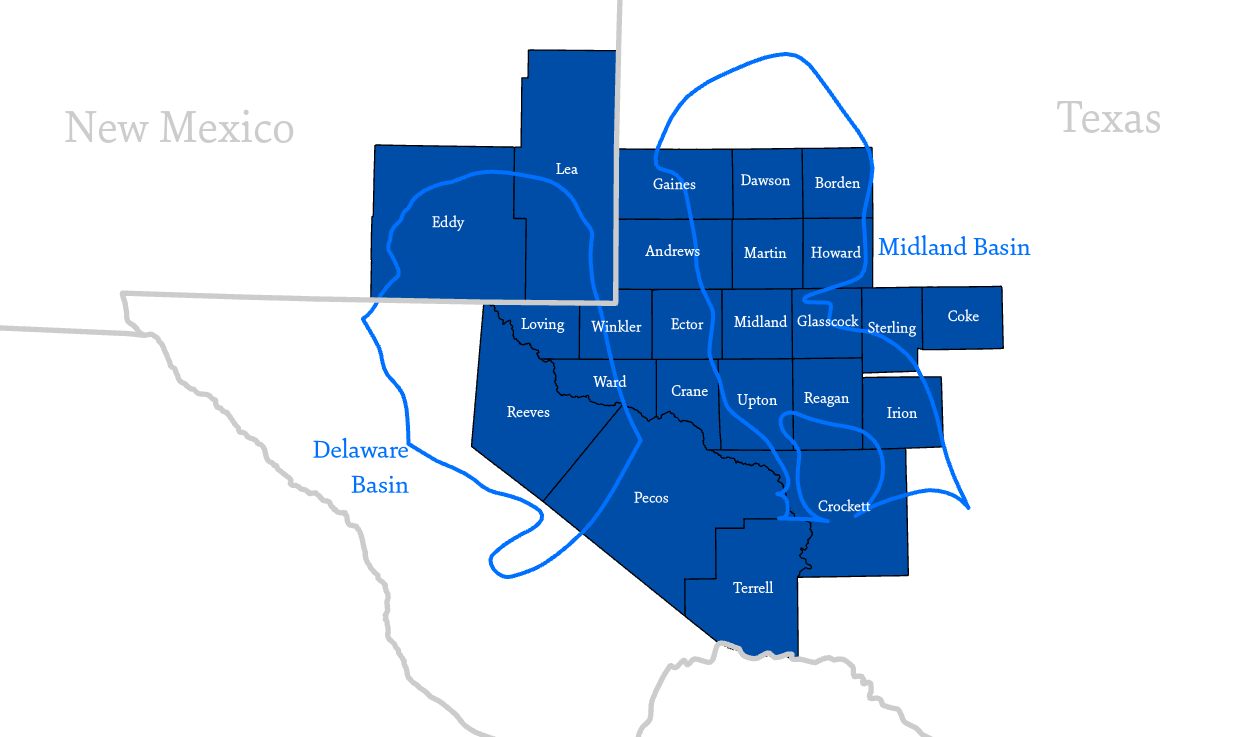 New Mexico
Texas
Lea
Gaines
Dawson
Borden
Eddy
Andrews
Martin
Howard
Midland Basin
Loving
Winkler
Ector
Midland
Glasscock
Sterling
Coke
Ward
Crane
Upton
Reagan
Irion
Reeves
Delaware
Basin
Pecos
Crockett
Terrell